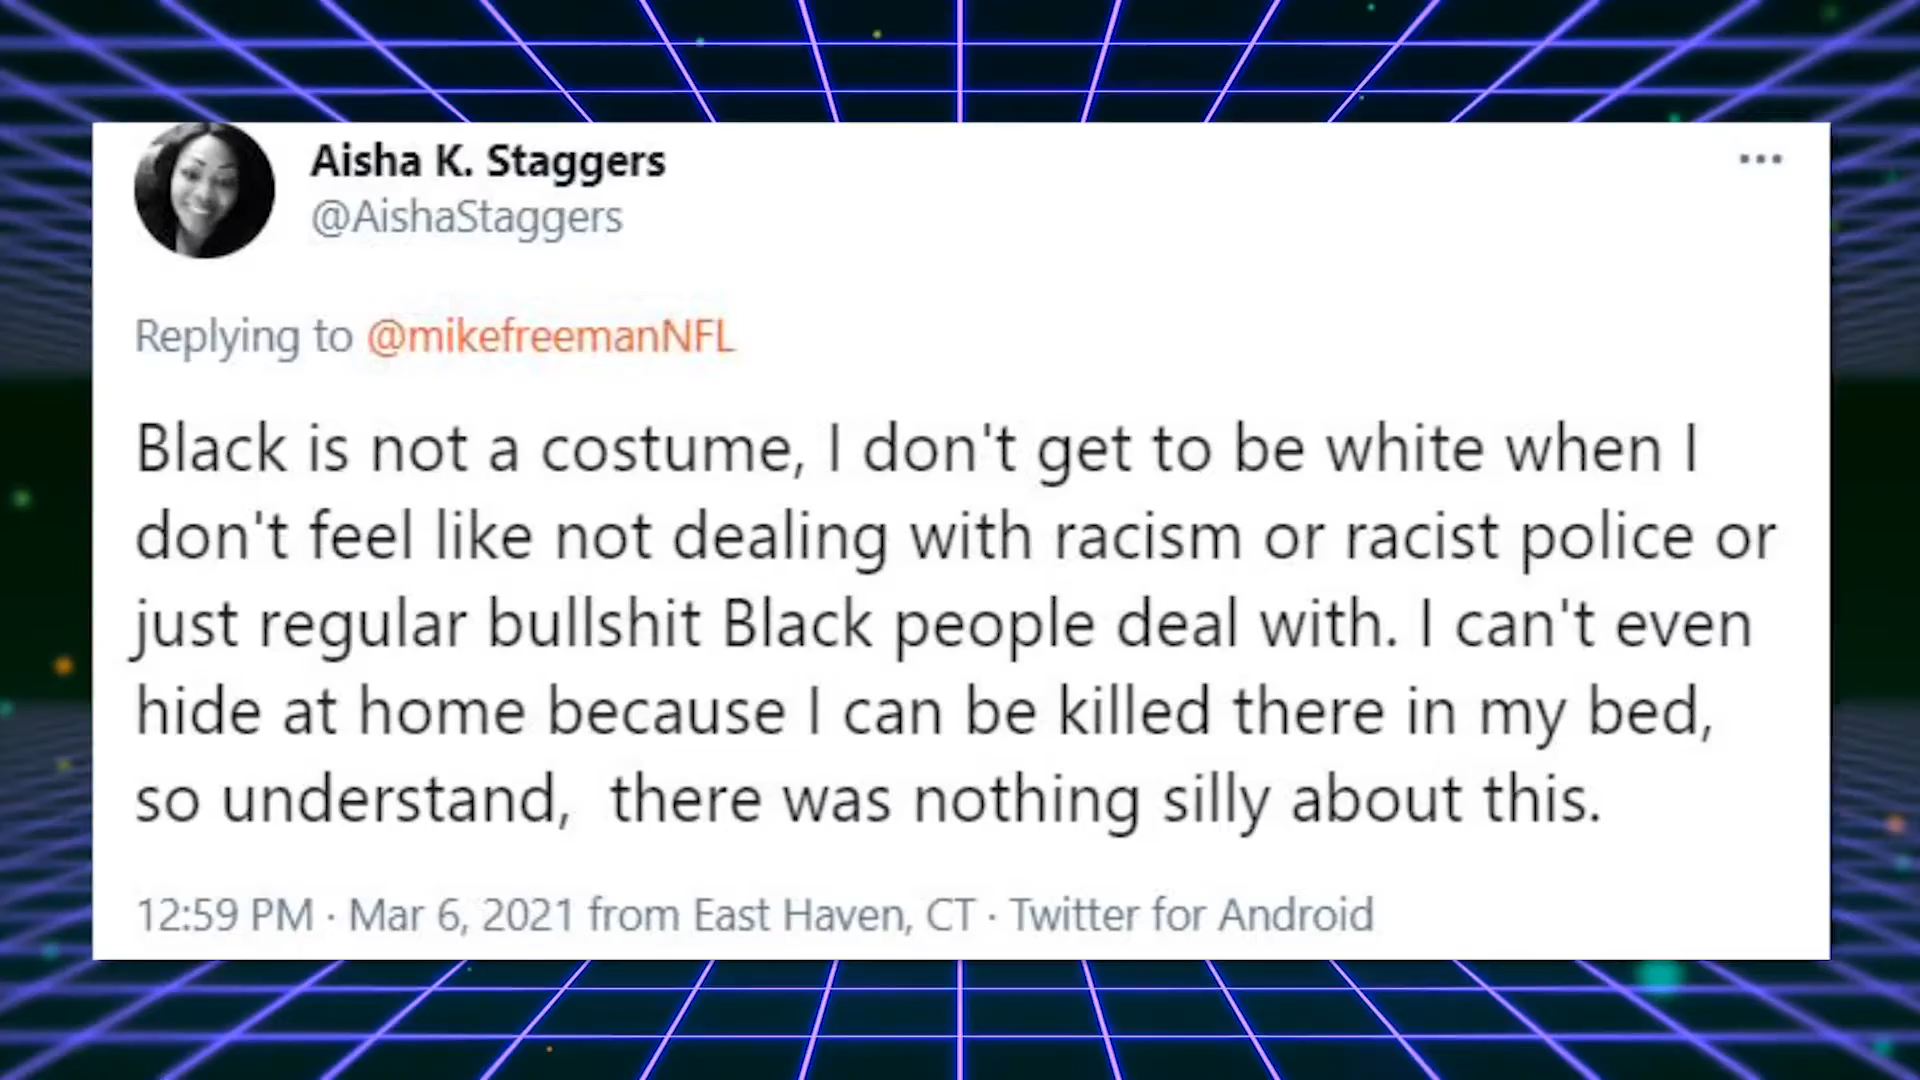 Aisha K. Staggers
@AishaStaggers
Replying to @mikefreemanNFL
Black is not a costume, I don't get to be white when I
don't feel like not dealing with racism or racist police or
just regular bullshit Black people deal with. I can't even
hide at home because I can be killed there in my bed,
so understand,  there was nothing silly about this.
12:59 PM · Mar 6, 2021 from East Haven, CT · Twitter for Android